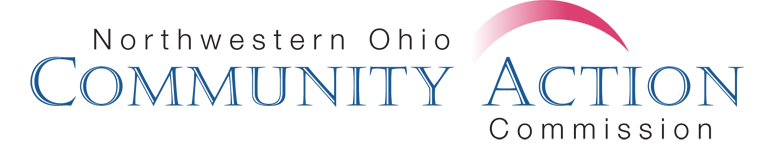 Northwestern Ohio
COMMUNITY ACTION
Commission